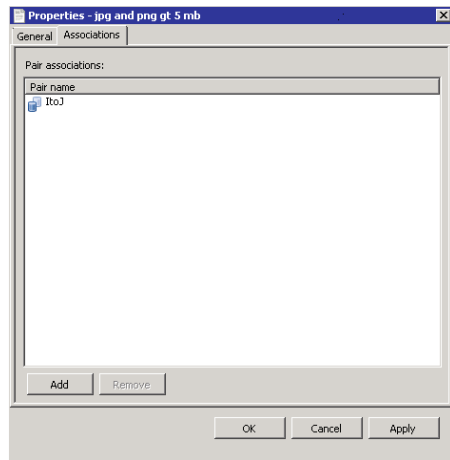 Properties - jpg and png gt 5 mb
General Associations
Pair associations:
Pair name
ItoJ
Add Remove
OK Cancel Apply